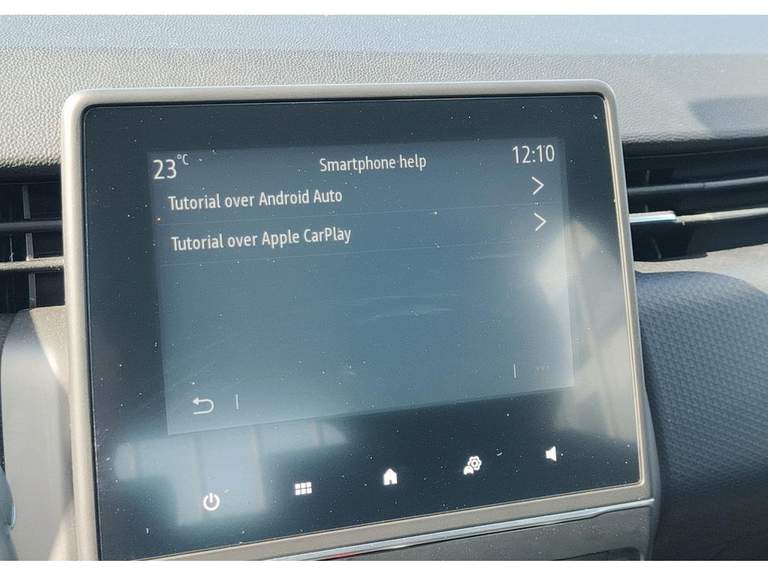 23°C Smartphone help 12:10
Tutorial over Android Auto
Tutorial over Apple CarPlay